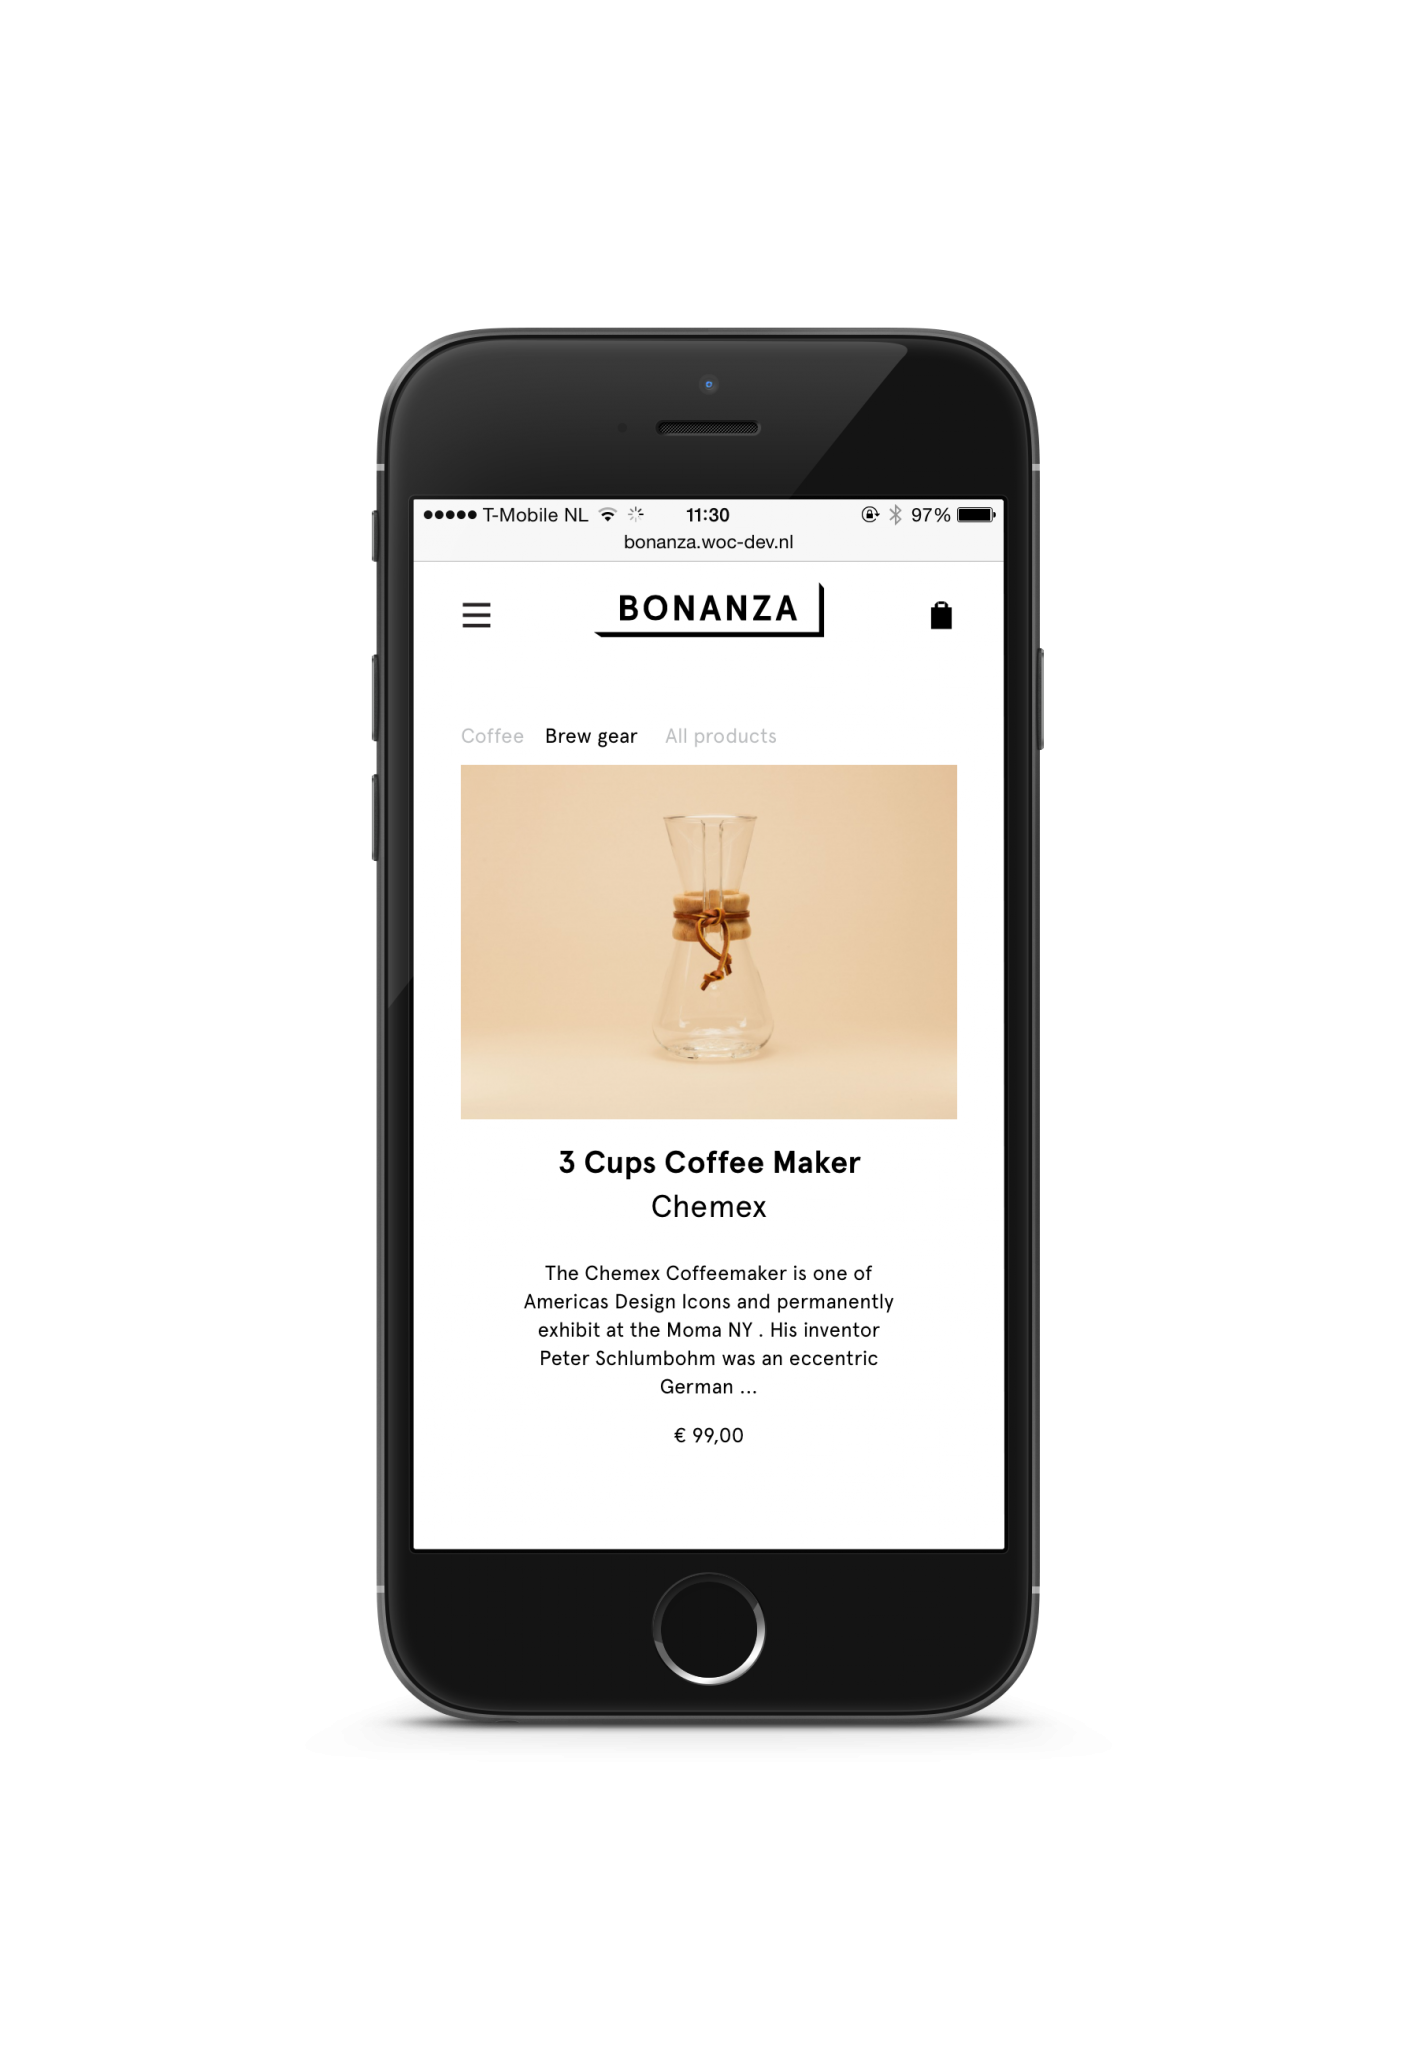 T-Mobile NL 11:30 97%
bonanza.woc-dev.nl
BONANZA
Coffee Brew gear All products
3 Cups Coffee Maker
Chemex
The Chemex Coffeemaker is one of
Americas Design Icons and permanently
exhibit at the Moma NY . His inventor
Peter Schlumbohm was an eccentric
German ...
€ 99,00